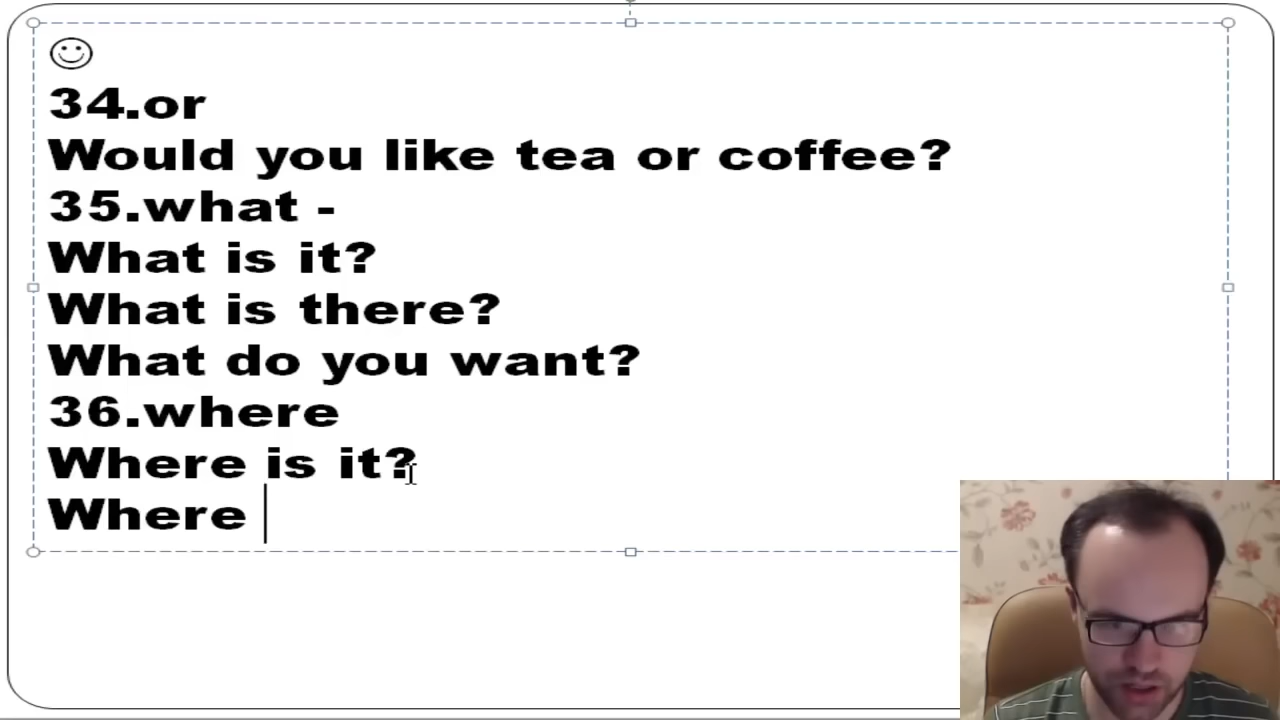 34.or
Would you like tea or coffee?
35.what -
What is it?
What is there?
What do you want?
36.where
Where is it?
Where